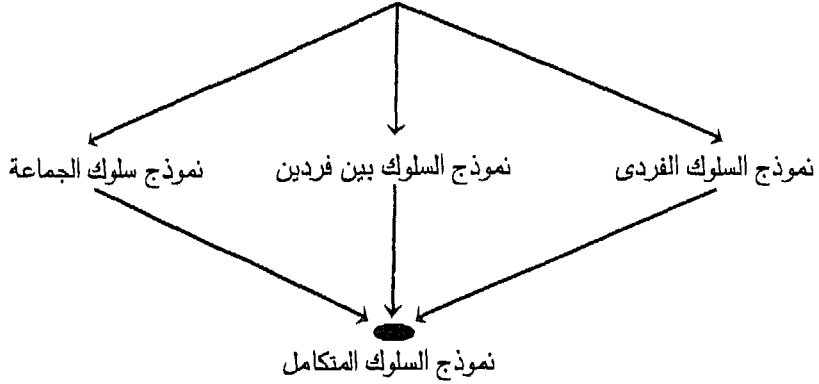 نموذج السلوك الفردى
نموذج السلوك بين فردين
نموذج سلوك الجماعة
نموذج السلوك المتكامل